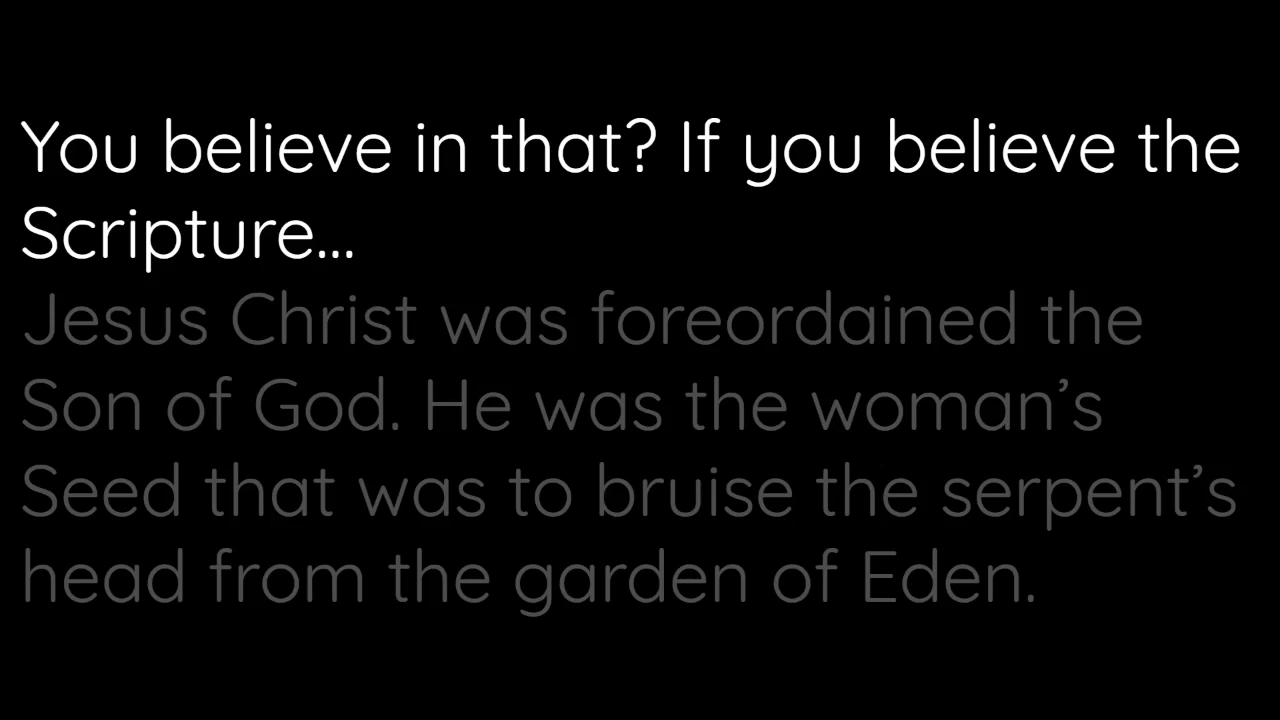 You believe in that? If you believe the
Scripture...
Jesus Christ was foreordained the
Son of God. He was the woman’s
Seed that was to bruise the serpent’s
head from the garden of Eden.